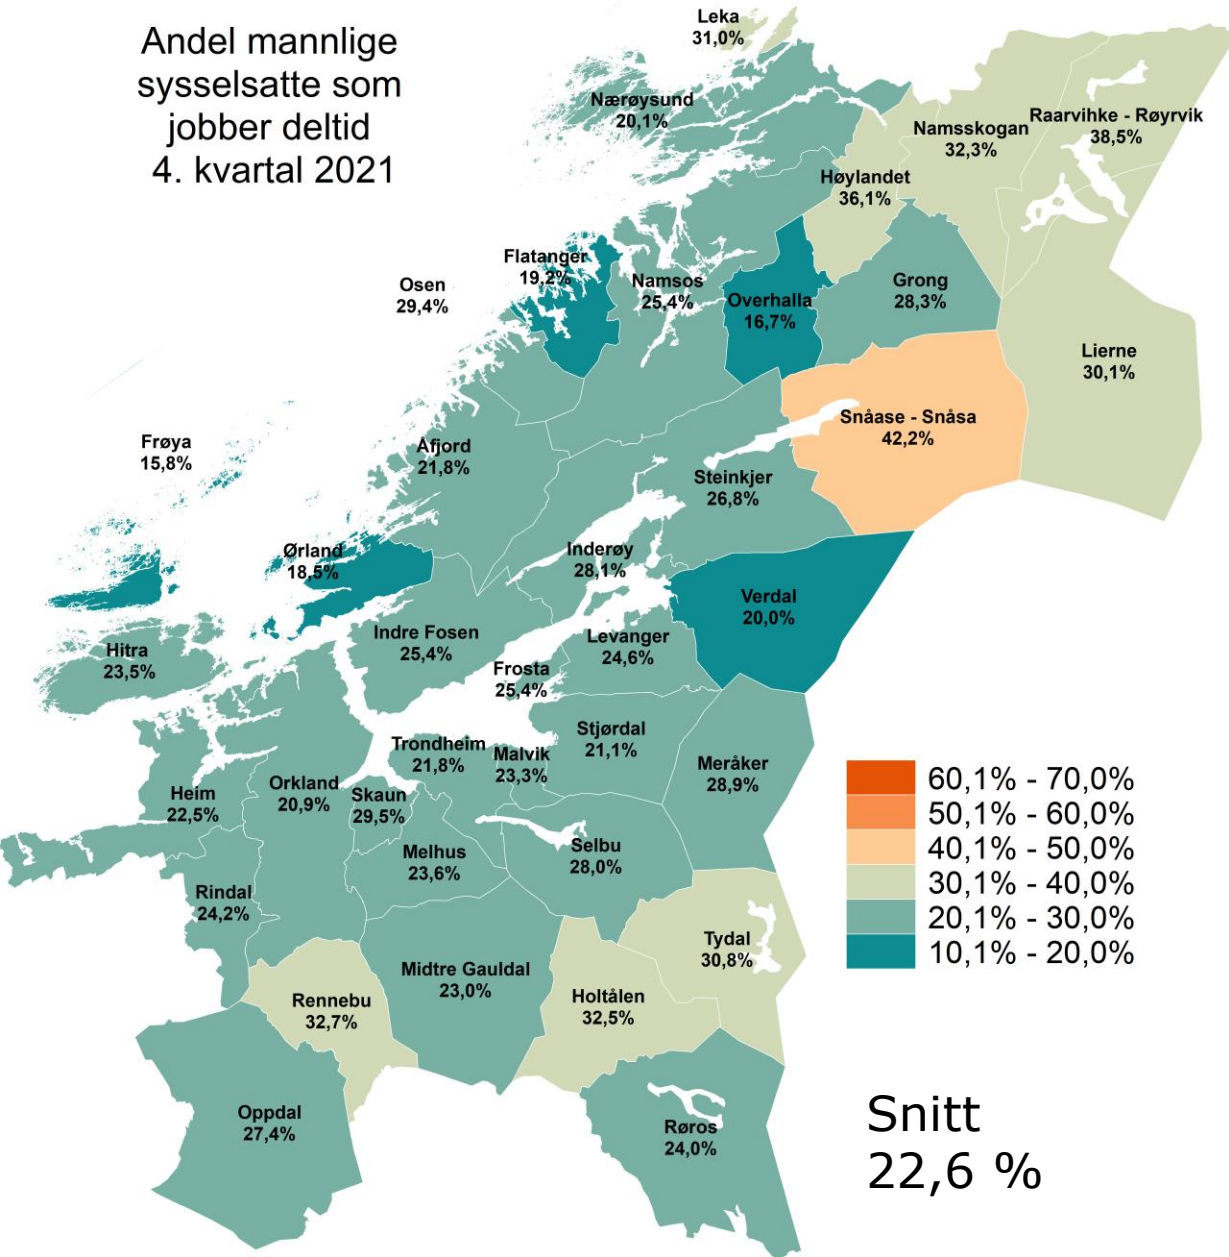 Andel mannlige
sysselsatte som
jobber deltid
4. kvartal 2021
Leka
31,0%
Nærøysund
20,1%
Namsskogan
32,3%
Raarvihke - Røyrvik
38,5%
Høylandet
36,1%
Flatanger
19,2%
Osen
29,4%
Namsos
25,4%
Overhalla
16,7%
Grong
28,3%
Lierne
30,1%
Snåase - Snåsa
42,2%
Frøya
15,8%
Åfjord
21,8%
Steinkjer
26,8%
Ørland
18,5%
Inderøy
28,1%
Verdal
20,0%
Indre Fosen
25,4%
Levanger
24,6%
Hitra
23,5%
Frosta
25,4%
Stjørdal
21,1%
Trondheim
21,8%
Malvik
23,3%
Meråker
28,9%
Heim
22,5%
Orkland
20,9%
Skaun
29,5%
Melhus
23,6%
Selbu
28,0%
Rindal
24,2%
Tydal
30,8%
Midtre Gauldal
23,0%
Rennebu
32,7%
Holtålen
32,5%
Oppdal
27,4%
Røros
24,0%
60,1% - 70,0%
50,1% - 60,0%
40,1% - 50,0%
30,1% - 40,0%
20,1% - 30,0%
10,1% - 20,0%
Snitt
22,6 %